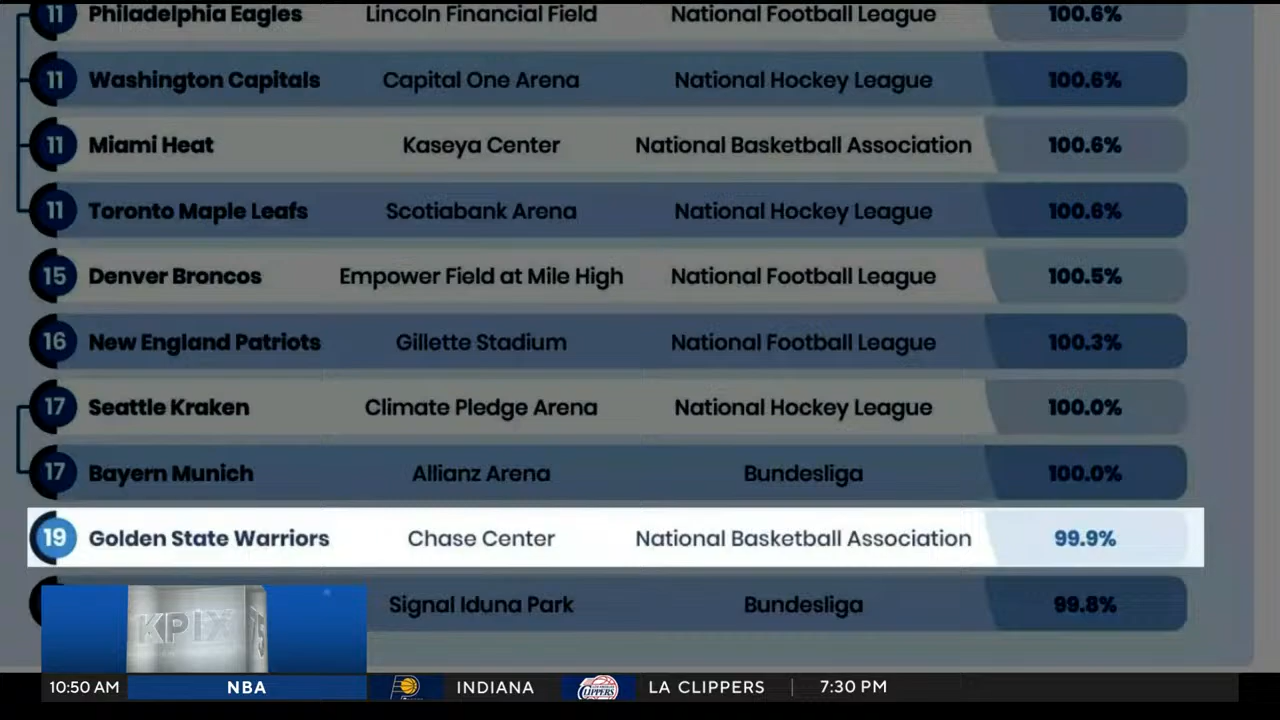 11 Philadelphia Eagles Lincoln Financial Field National Football League 100.6%
11 Washington Capitals Capital One Arena National Hockey League 100.6%
11 Miami Heat Kaseya Center National Basketball Association 100.6%
11 Toronto Maple Leafs Scotiabank Arena National Hockey League 100.6%
15 Denver Broncos Empower Field at Mile High National Football League 100.5%
16 New England Patriots Gillette Stadium National Football League 100.3%
17 Seattle Kraken Climate Pledge Arena National Hockey League 100.0%
17 Bayern Munich Allianz Arena Bundesliga 100.0%
19 Golden State Warriors Chase Center National Basketball Association 99.9%
Signal Iduna Park Bundesliga 99.8%
KPIX
10:50 AM NBA INDIANA CLIPPERS LA CLIPPERS 7:30 PM